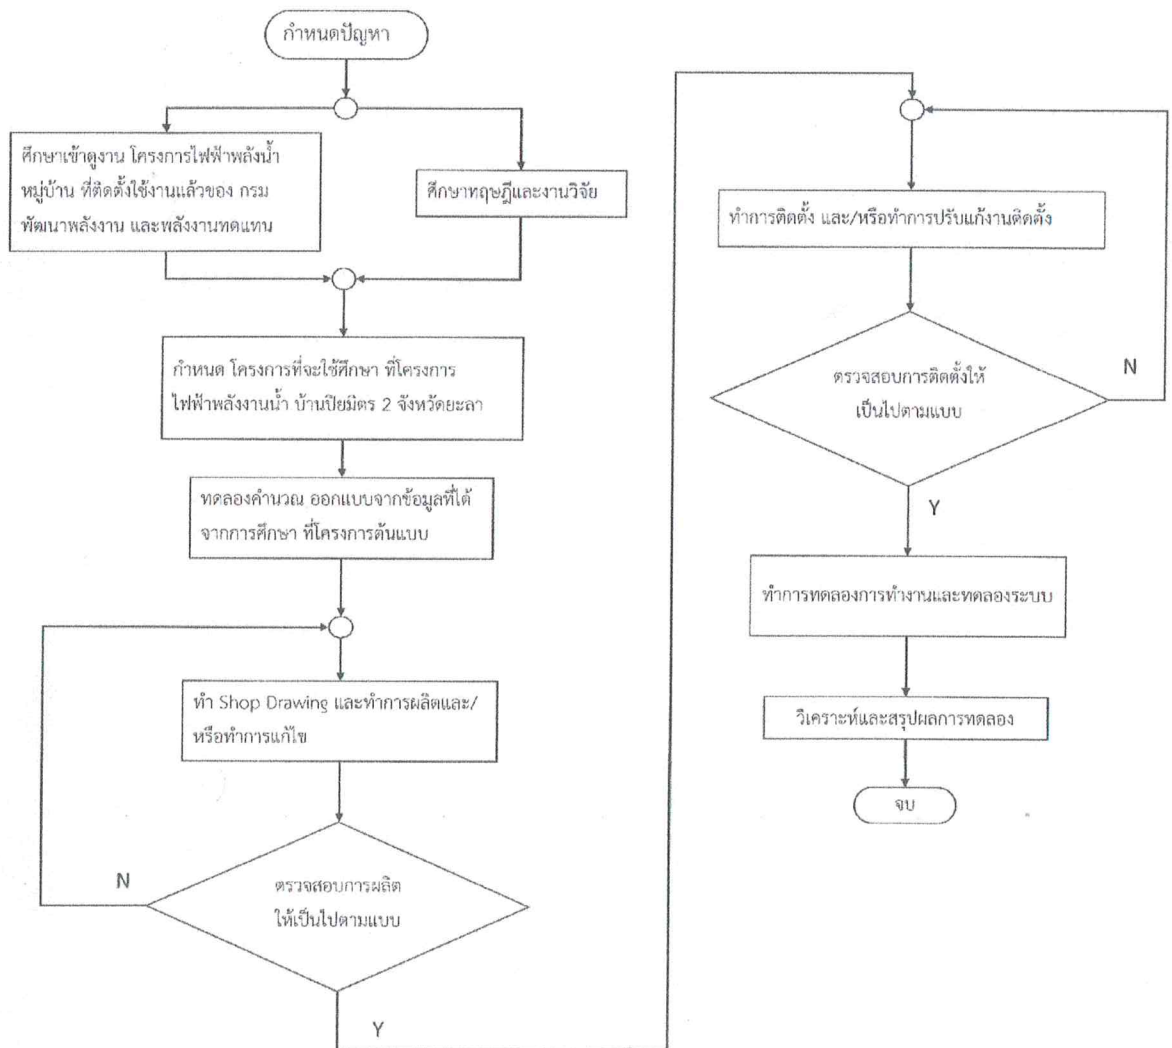 กำหนดปัญหา
ศึกษาเข้าดูงาน โครงการไฟฟ้าพลังน้ำ
หมู่บ้าน ที่ติดตั้งใช้งานแล้วของ กรม
พัฒนาพลังงาน และพลังงานทดแทน
ศึกษาทฤษฎีและงานวิจัย
กำหนด โครงการที่จะใช้ศึกษา ที่โครงการ
ไฟฟ้าพลังงานน้ำ บ้านปิยมิตร 2 จังหวัดยะลา
ทดลองคำนวณ ออกแบบจากข้อมูลที่ได้
จากการศึกษา ที่โครงการต้นแบบ
ทำ Shop Drawing และทำการผลิตและ/
หรือทำการแก้ไข
N
ตรวจสอบการผลิต
ให้เป็นไปตามแบบ
Y
ทำการติดตั้ง และ/หรือทำการปรับแก้งานติดตั้ง
ตรวจสอบการติดตั้งให้
เป็นไปตามแบบ
N
Y
ทำการทดลองการทำงานและทดลองระบบ
วิเคราะห์และสรุปผลการทดลอง
จบ